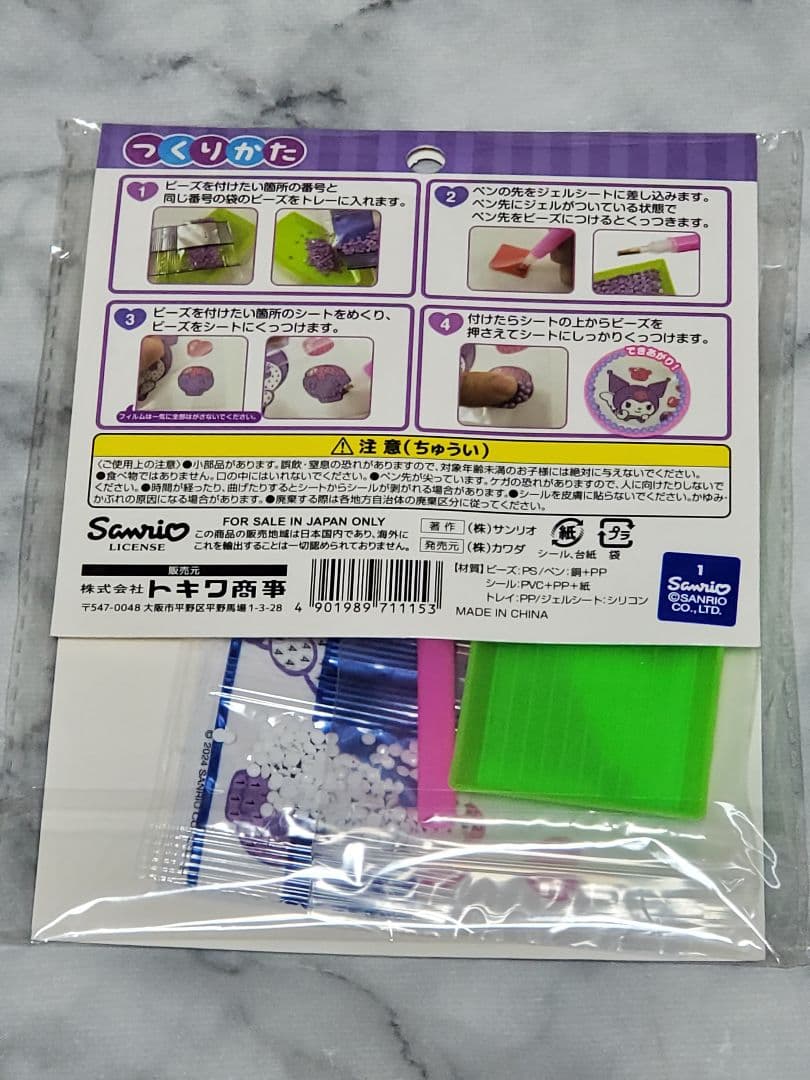 つくりかた
1
ビーズを付けたい箇所の番号と
同じ番号の袋のビーズをトレーに入れます。
2
ペンの先をジェルシートに差し込みます。
ペン先にジェルがついている状態で
ペン先をビーズにつけるとくっつきます。
3
ビーズを付けたい箇所のシートをめくり、
ビーズをシートにくっつけます。
フィルムは一気に全部はがさないでください。
4
付けたらシートの上からビーズを
押さえてシートにしっかりくっつけます。
できあがり!
注意(ちゅうい)
〈ご使用上の注意〉●小部品があります。誤飲・窒息の恐れがありますので、対象年齢未満のお子様には絶対に与えないでください。
●食べ物ではありません。口の中にはいれないでください。●ペン先が尖っています。ケガの恐れがありますので、人に向けたりしないで
ください。●時間が経ったり、曲げたりするとシートからシールが剥がれる場合があります。●シールを皮膚に貼らないでください。かゆみ・
かぶれの原因になる場合があります。●廃棄する際は各地方自治体の廃棄区分に従ってください。
Sanrio
LICENSE
FOR SALE IN JAPAN ONLY
この商品の販売地域は日本国内であり、海外に
これを輸出することは一切認められておりません。
著作 (株)サンリオ
発売元 (株)カワダ
紙
シール、台紙
プラ
袋
販売元
株式会社トキワ商事
〒547-0048 大阪市平野区平野馬場1-3-28
4 901989 711153
【材質】ビーズ:PS/ペン:銅+PP
シール:PVC+PP+紙
トレイ:PP/ジェルシート:シリコン
MADE IN CHINA
1
Sanrio
©SANRIO
CO., LTD.
© 2024 SANRIO CO.